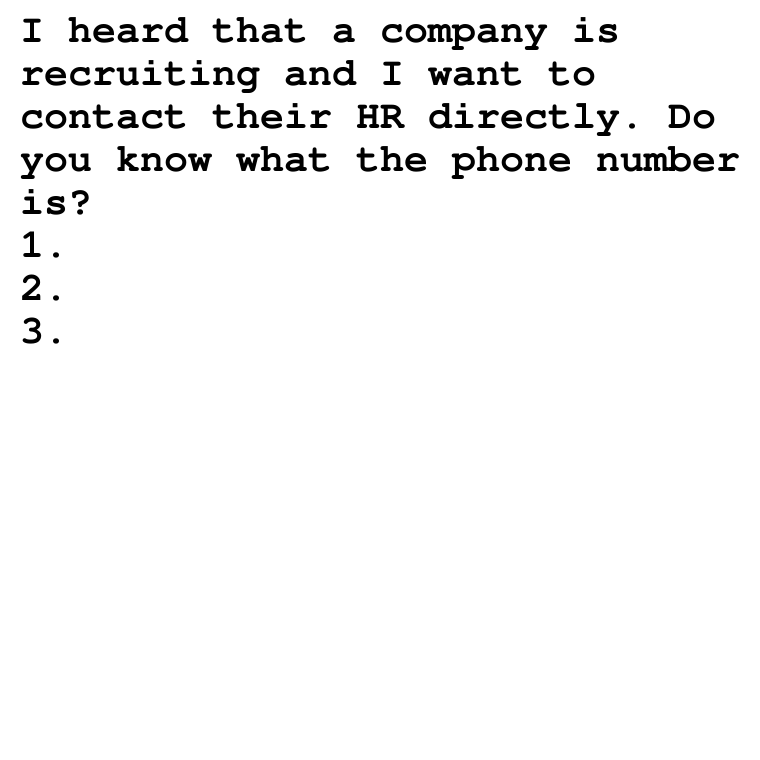 I heard that a company is
recruiting and I want to
contact their HR directly. Do
you know what the phone number
is?
1.
2.
3.